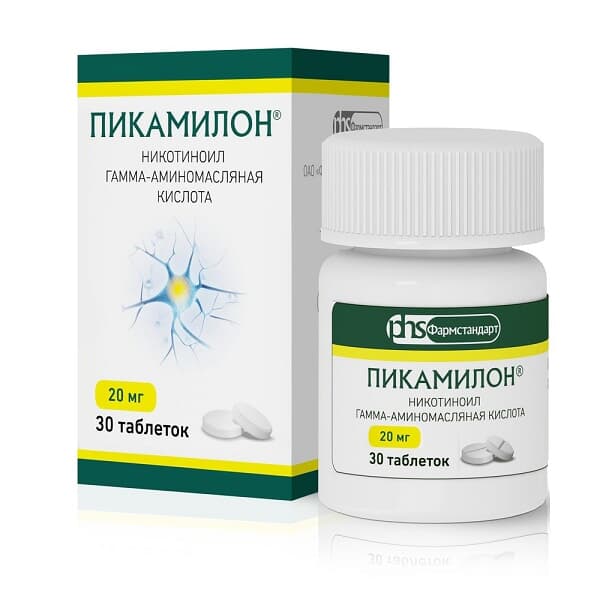 ПИКАМИЛОН®
НИКОТИНОИЛ
ГАММА-АМИНОМАСЛЯНАЯ
КИСЛОТА
20 мг
30 таблеток
phs
ОАО
phs Фармстандарт
ПИКАМИЛОН®
НИКОТИНОИЛ
ГАММА-АМИНОМАСЛЯНАЯ КИСЛОТА
20 мг
30 таблеток